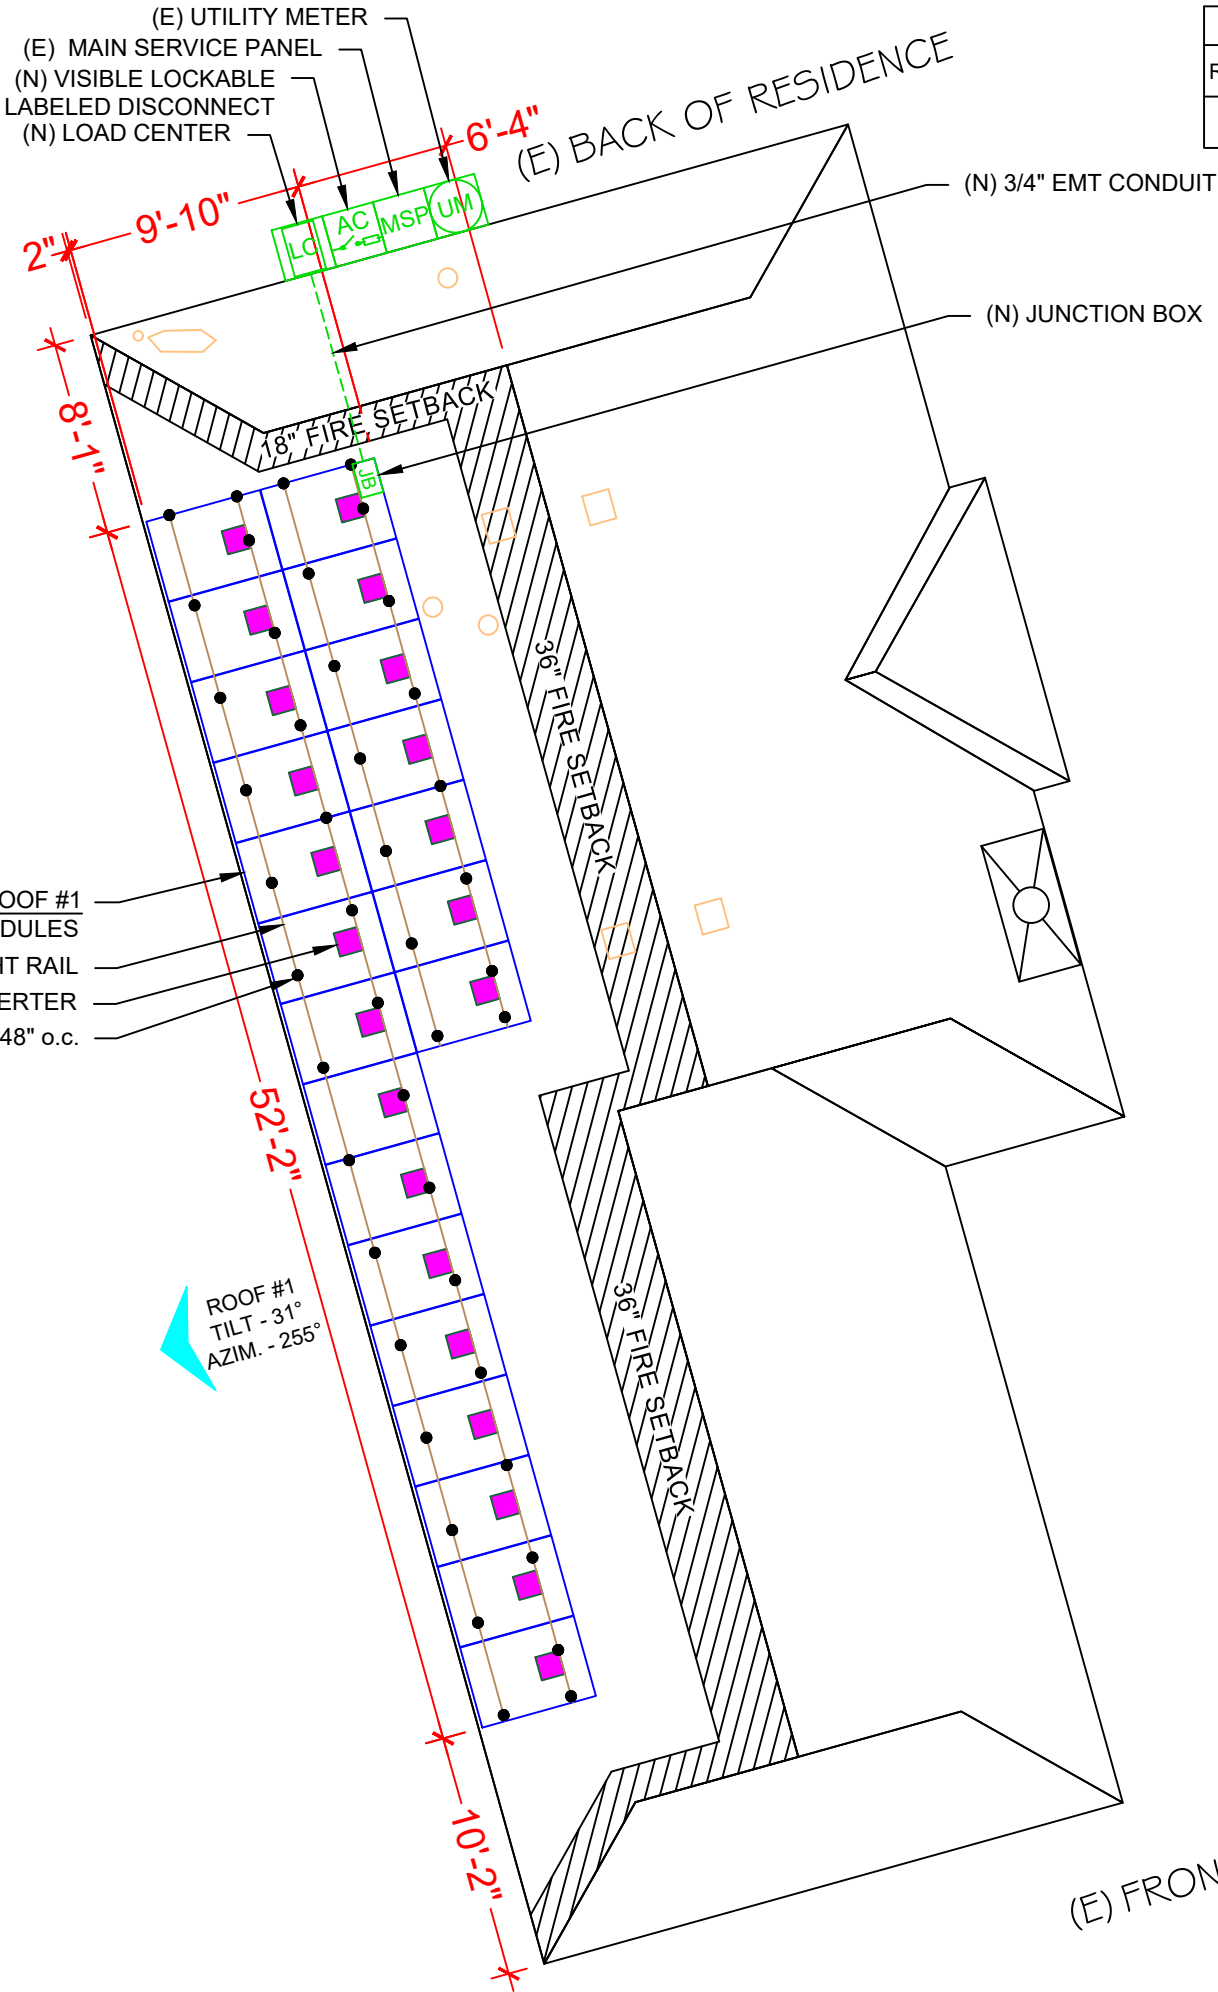 (E) UTILITY METER
(E) MAIN SERVICE PANEL
(N) VISIBLE LOCKABLE
LABELED DISCONNECT
(N) LOAD CENTER
6'-4"
(E) BACK OF RESIDENCE
R
(N) 3/4" EMT CONDUIT
9'-10"
2"
LC
AC
MSP
UM
(N) JUNCTION BOX
8'-1"
18" FIRE SETBACK
JB
36" FIRE SETBACK
OOF #1
DULES
HT RAIL
ERTER
48" o.c.
52'-2"
ROOF #1
TILT - 31°
AZIM. - 255°
36" FIRE SETBACK
10'-2"
(E) FRON